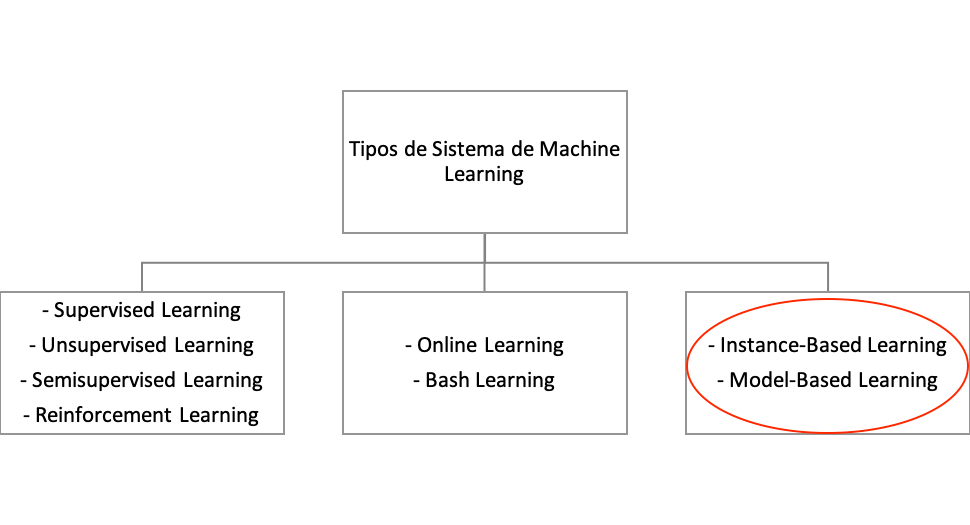 Tipos de Sistema de Machine
Learning
- Supervised Learning
- Unsupervised Learning
- Semisupervised Learning
- Reinforcement Learning
- Online Learning
- Bash Learning
- Instance-Based Learning
- Model-Based Learning